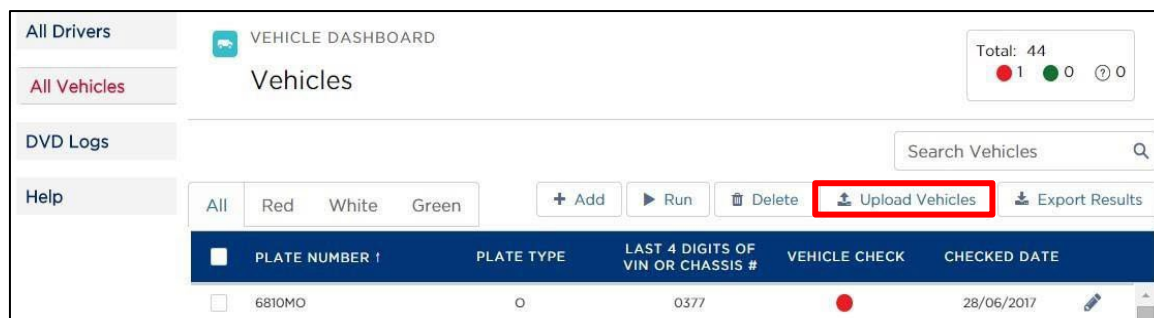 All Drivers
All Vehicles
DVD Logs
Help
VEHICLE DASHBOARD
Vehicles
Total: 44
1 0 ? 0
Search Vehicles
All Red White Green
+ Add Run Delete Upload Vehicles Export Results
PLATE NUMBER ↑ PLATE TYPE LAST 4 DIGITS OF VEHICLE CHECK CHECKED DATE
VIN OR CHASSIS #
6810MO O 0377 28/06/2017